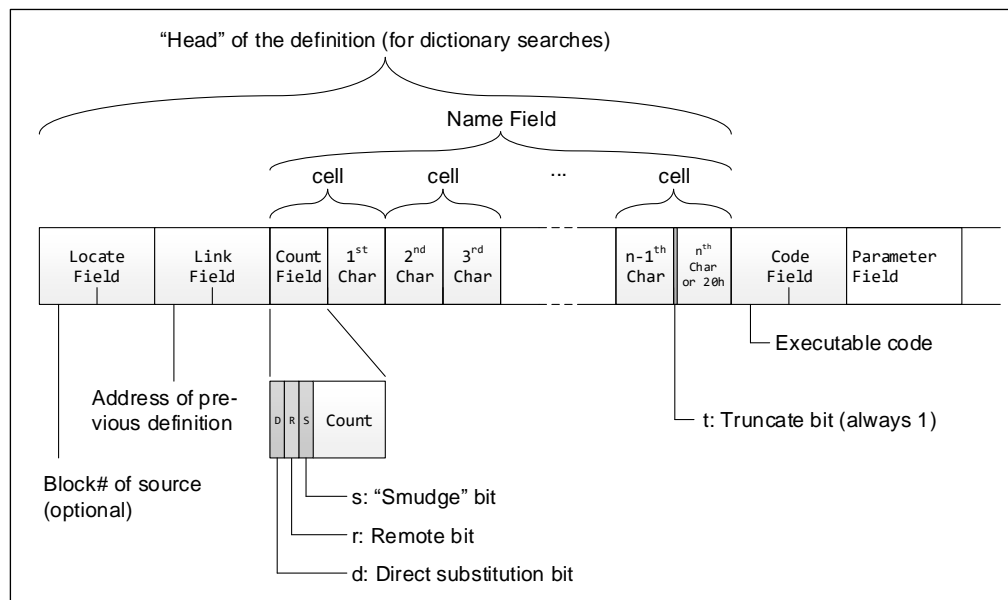 “Head” of the definition (for dictionary searches)
Name Field
cell
cell
...
cell
Locate
Field
Link
Field
Count
Field
1st
Char
2nd
Char
3rd
Char
n-1th
Char
nth
Char
or 20h
Code
Field
Parameter
Field
Executable code
Address of pre-
vious definition
D R S Count
t: Truncate bit (always 1)
Block# of source
(optional)
s: “Smudge” bit
r: Remote bit
d: Direct substitution bit